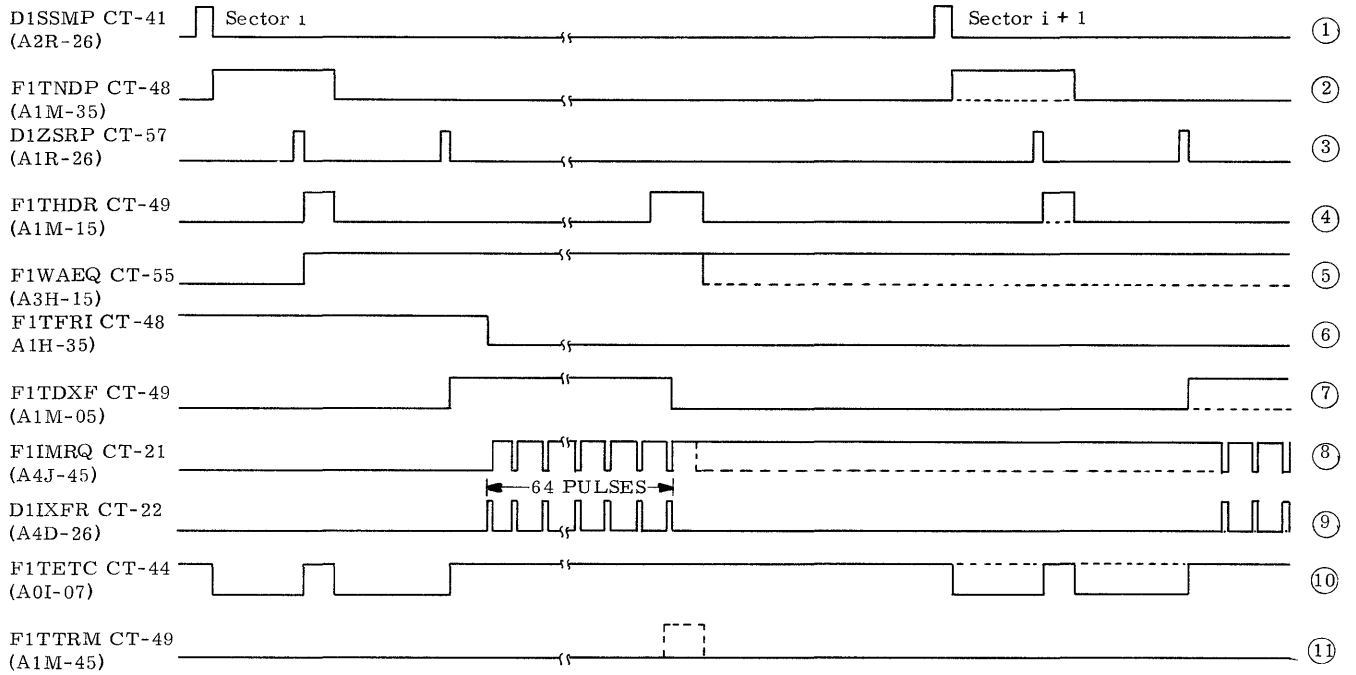 D1SSMP CT-41
(A2R-26)
Sector i
Sector i + 1
1
F1TNDP CT-48
(A1M-35)
2
D1ZSRP CT-57
(A1R-26)
3
F1THDR CT-49
(A1M-15)
4
F1WAEQ CT-55
(A3H-15)
5
F1TFRI CT-48
A1H-35)
6
F1TDXF CT-49
(A1M-05)
7
F1IMRQ CT-21
(A4J-45)
8
64 PULSES
D1IXFR CT-22
(A4D-26)
9
F1TETC CT-44
(A0I-07)
10
F1TTRM CT-49
(A1M-45)
11